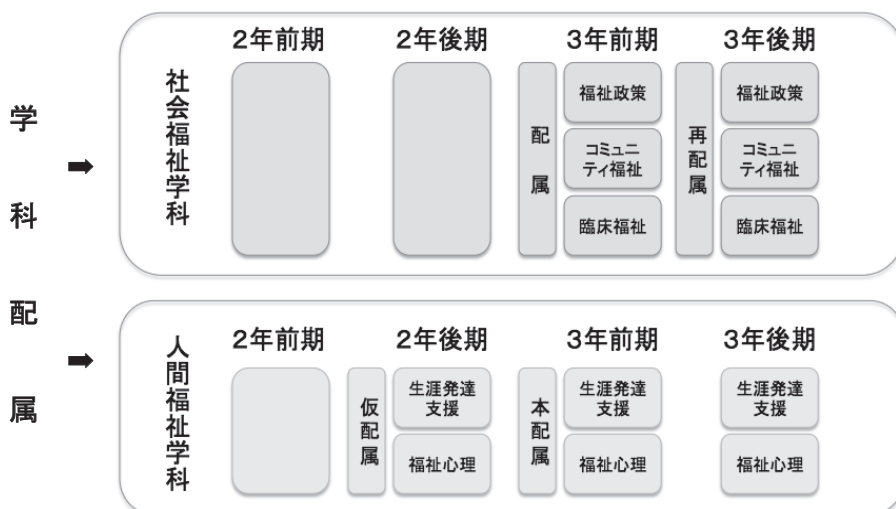 学科配属
➡
➡
社会福祉学科
2年前期
2年後期
3年前期
3年後期
配属
福祉政策
コミュニ
ティ福祉
臨床福祉
再配属
福祉政策
コミュニ
ティ福祉
臨床福祉
人間福祉学科
2年前期
2年後期
3年前期
3年後期
仮配属
生涯発達
支援
福祉心理
本配属
生涯発達
支援
福祉心理
生涯発達
支援
福祉心理